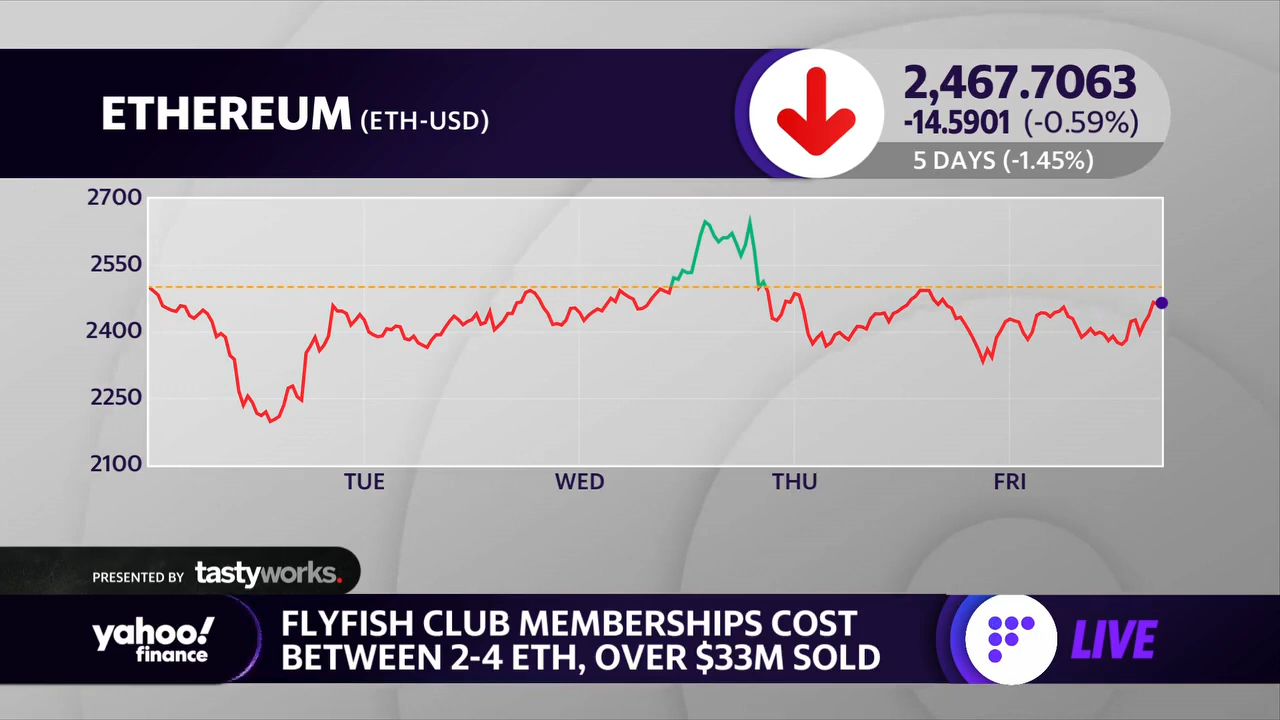 ETHEREUM (ETH-USD)
2,467.7063
-14.5901 (-0.59%)
5 DAYS (-1.45%)
2700
2550
2400
2250
2100
TUE WED THU FRI
PRESENTED BY tastyworks.
yahoo!
finance
FLYFISH CLUB MEMBERSHIPS COST
BETWEEN 2-4 ETH, OVER $33M SOLD
LIVE